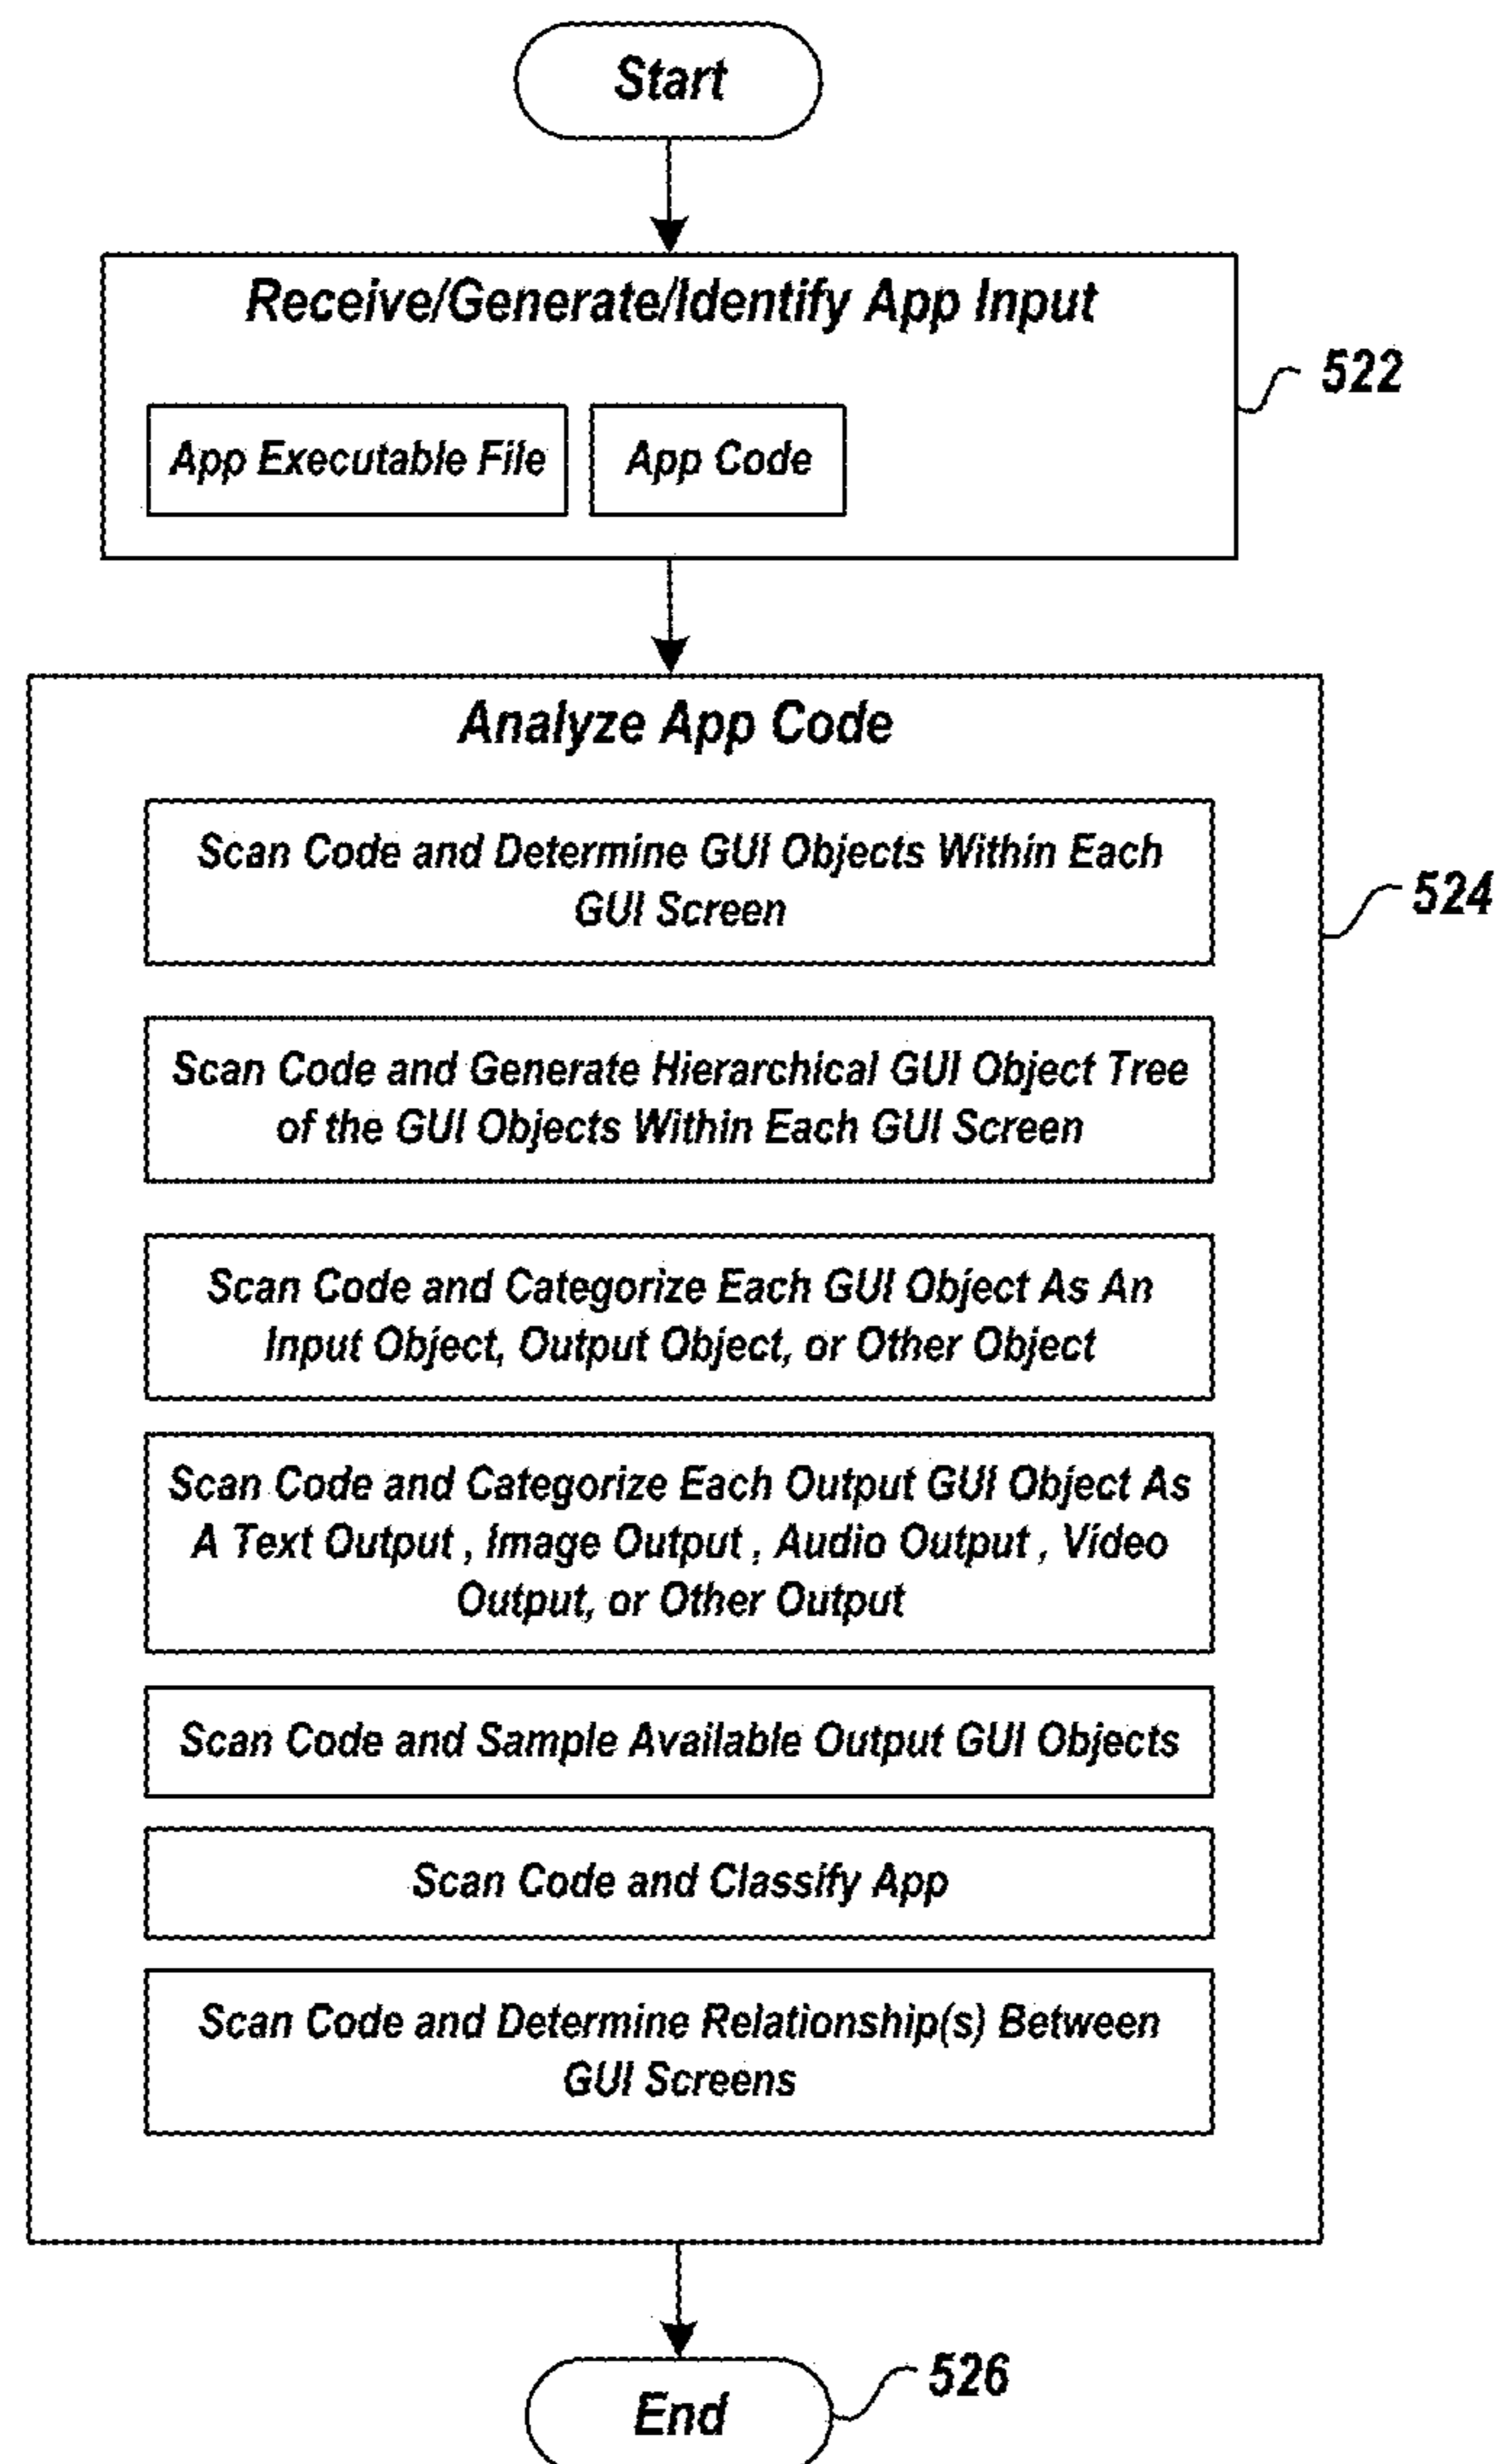 Start
Receive/Generate/Identify App Input
522
App Executable File
App Code
Analyze App Code
Scan Code and Determine GUI Objects Within Each
GUI Screen
524
Scan Code and Generate Hierarchical GUI Object Tree
of the GUI Objects Within Each GUI Screen
Scan Code and Categorize Each GUI Object As An
Input Object, Output Object, or Other Object
Scan Code and Categorize Each Output GUI Object As
A Text Output , Image Output , Audio Output , Video
Output, or Other Output
Scan Code and Sample Available Output GUI Objects
Scan Code and Classify App
Scan Code and Determine Relationship(s) Between
GUI Screens
526
End